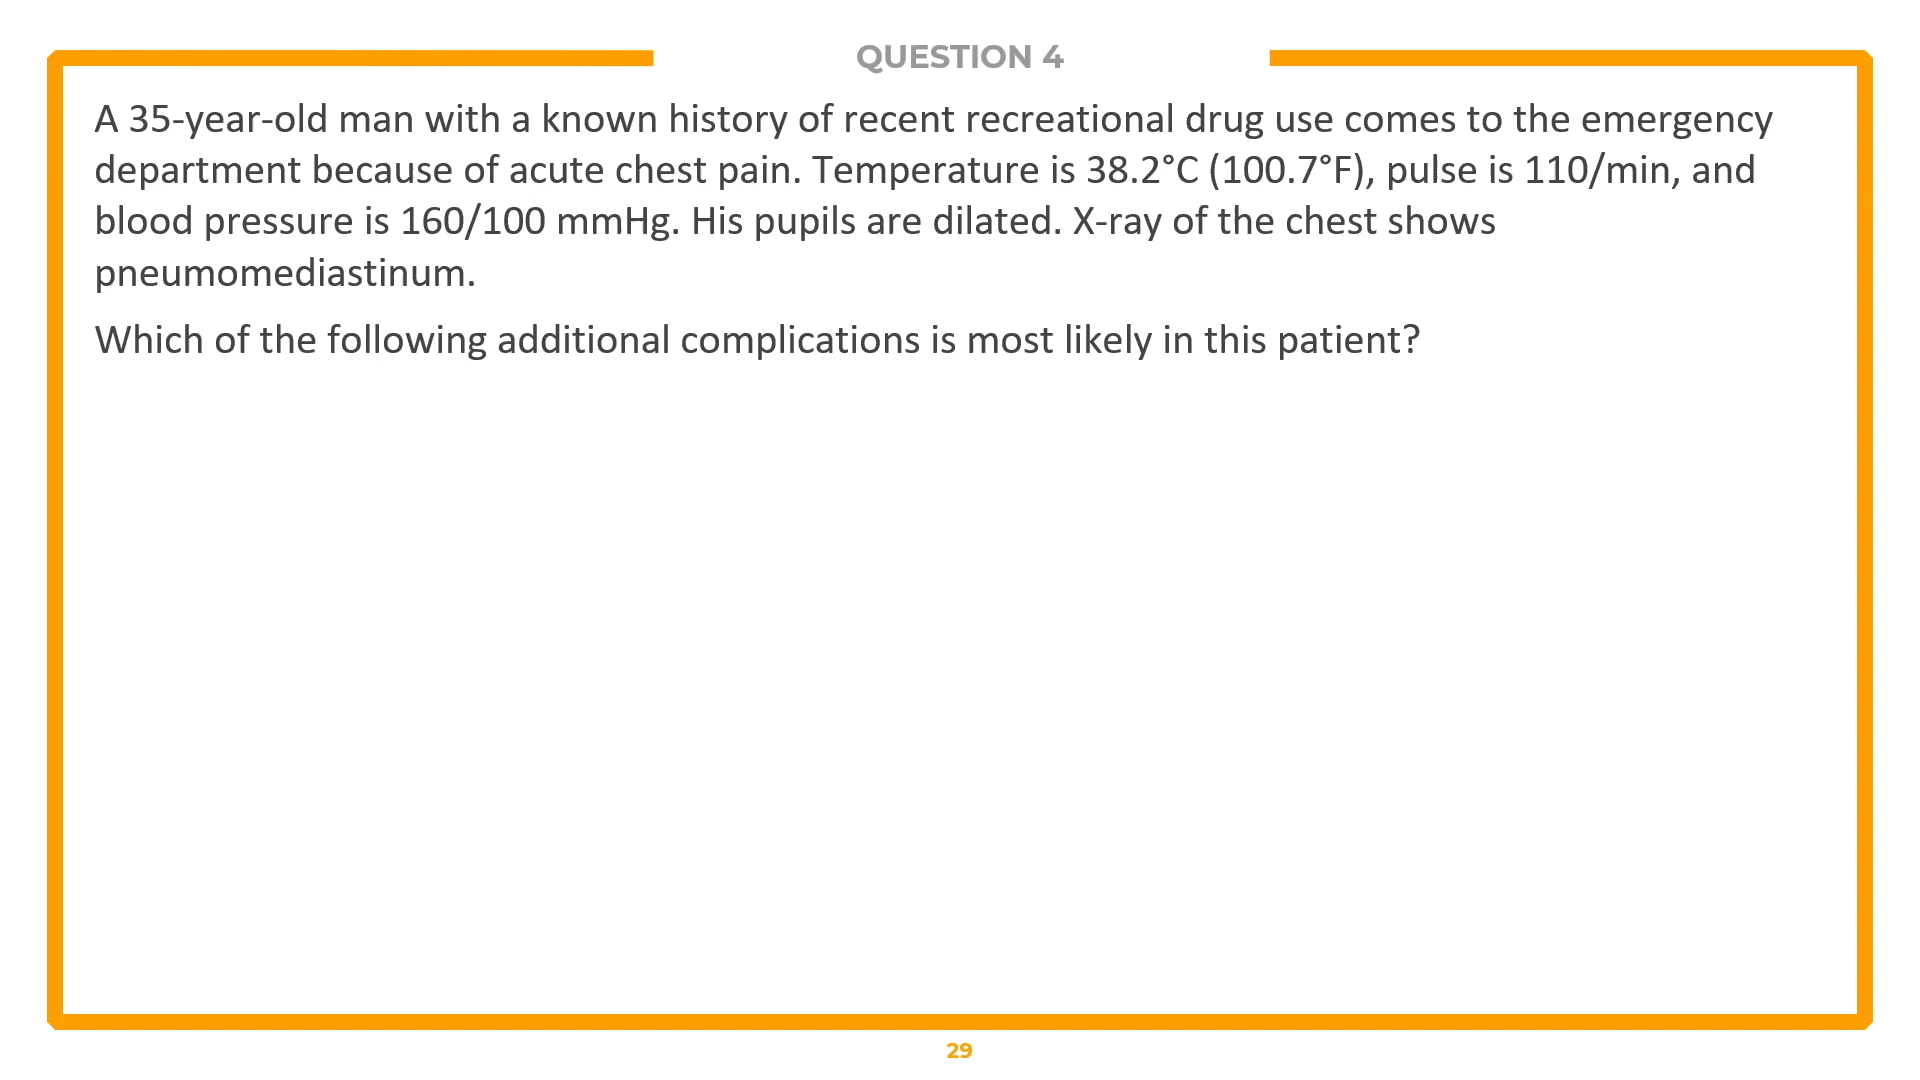 QUESTION 4
A 35-year-old man with a known history of recent recreational drug use comes to the emergency
department because of acute chest pain. Temperature is 38.2°C (100.7°F), pulse is 110/min, and
blood pressure is 160/100 mmHg. His pupils are dilated. X-ray of the chest shows
pneumomediastinum.
Which of the following additional complications is most likely in this patient?
29